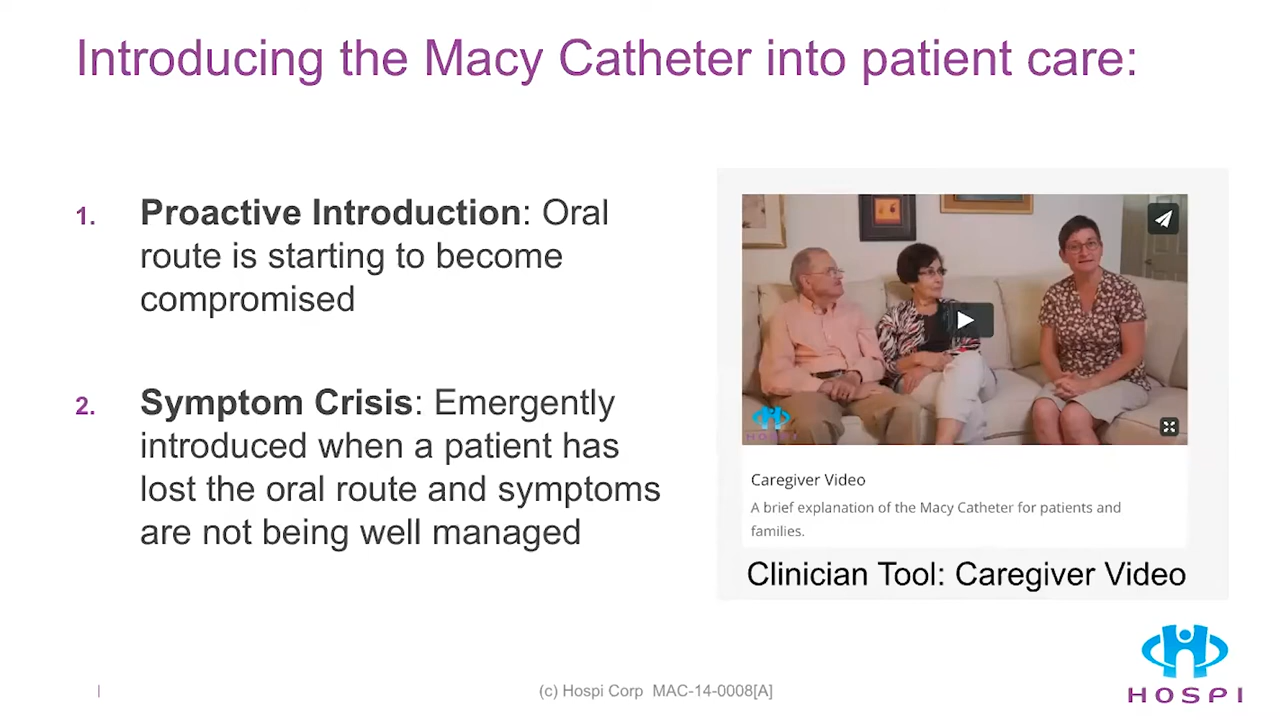 Introducing the Macy Catheter into patient care:
1. Proactive Introduction: Oral
route is starting to become
compromised
2. Symptom Crisis: Emergently
introduced when a patient has
lost the oral route and symptoms
are not being well managed
HOSPI
Caregiver Video
A brief explanation of the Macy Catheter for patients and
families.
Clinician Tool: Caregiver Video
| (c) Hospi Corp MAC-14-0008[A]
HOSPI